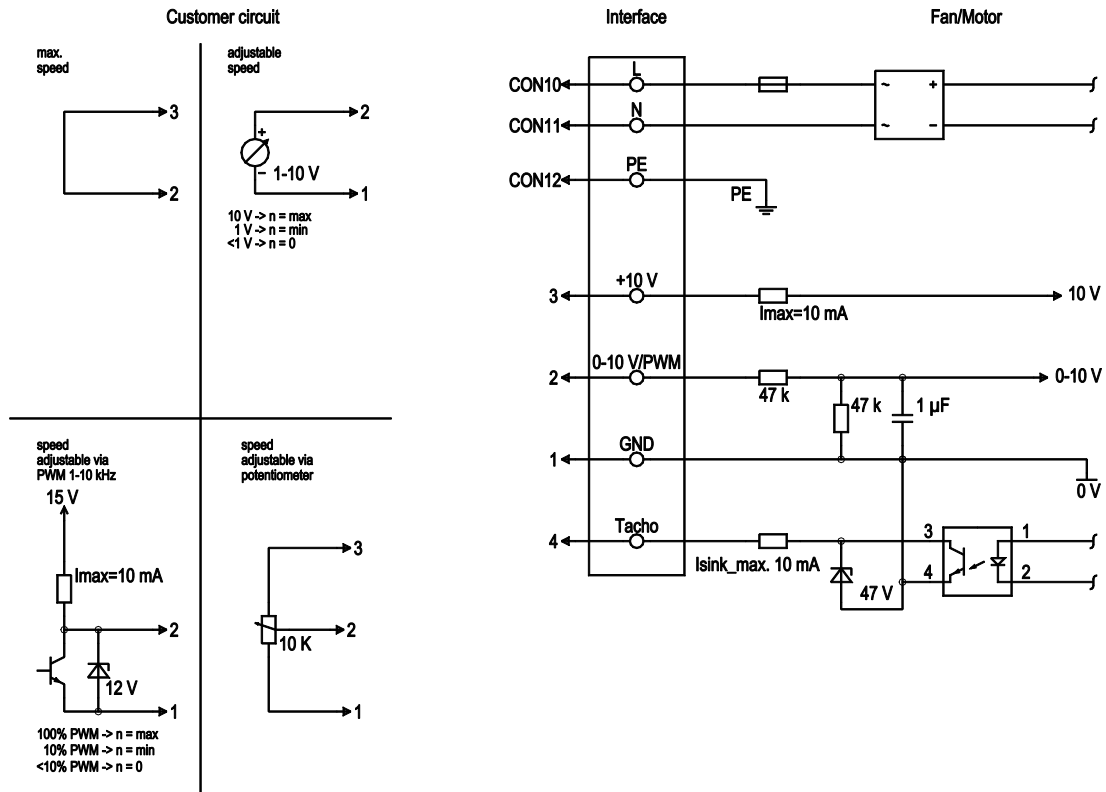 Customer circuit
max.
speed
3
2
adjustable
speed
2
+
− 1-10 V
1
10 V -> n = max
1 V -> n = min
<1 V -> n = 0
speed
adjustable via
PWM 1-10 kHz
15 V
Imax=10 mA
2
12 V
1
100% PWM -> n = max
10% PWM -> n = min
<10% PWM -> n = 0
speed
adjustable via
potentiometer
3
2
10 K
1
Interface
Fan/Motor
L
CON10
~ +
N
CON11
~ −
PE
CON12
PE
+10 V
3
10 V
Imax=10 mA
0-10 V/PWM
2
0-10 V
47 k
47 k
1 µF
GND
1
0 V
Tacho
4
3
1
Isink_max. 10 mA
4
2
47 V